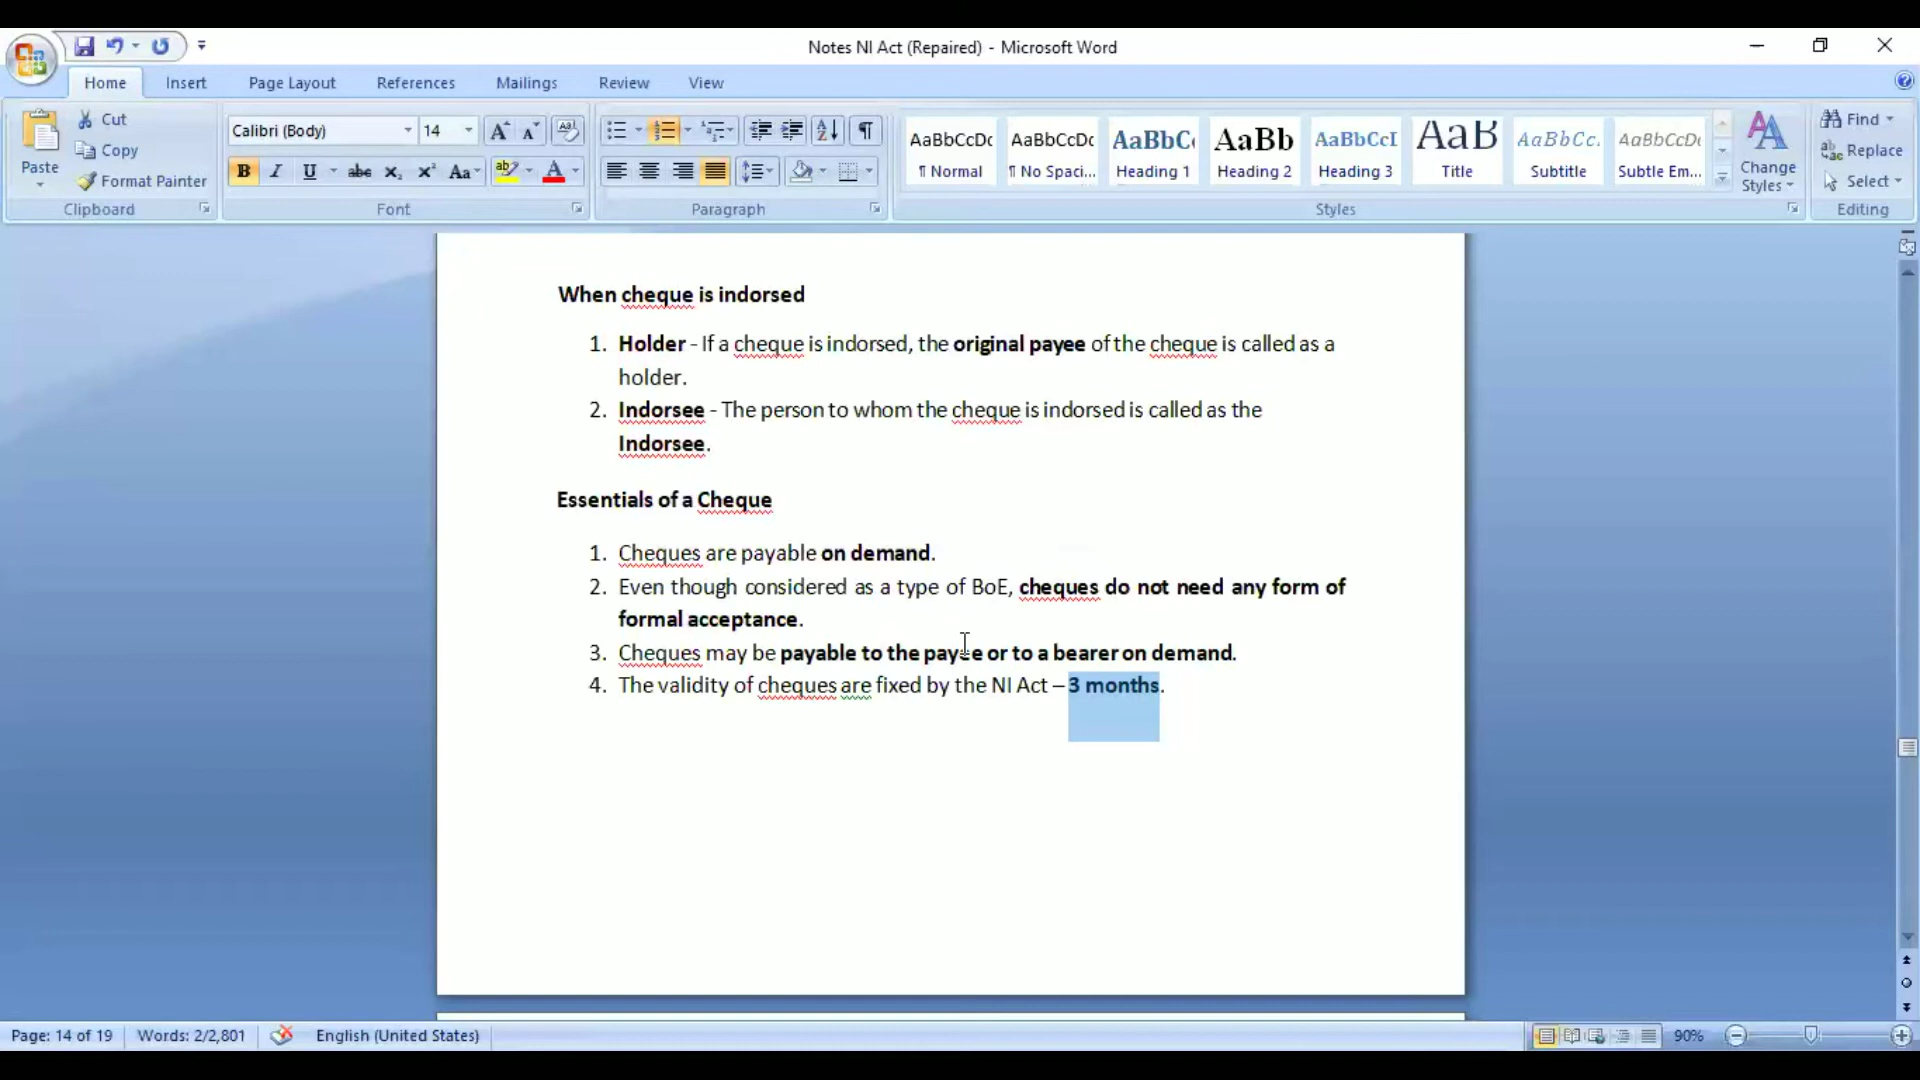 Notes NI Act (Repaired) - Microsoft Word
Home Insert Page Layout References Mailings Review View
Paste
Cut
Copy
Format Painter
Clipboard
Calibri (Body) 14
B I U abc X₂ X² Aa ab A
Font
Paragraph
AaBbCcDc AaBbCcDc AaBbC AaBb AaBbCcI AaB AaBbCc. AaBbCcDc
¶ Normal ¶ No Spaci... Heading 1 Heading 2 Heading 3 Title Subtitle Subtle Em...
Change Styles
Styles
Find
Replace
Select
Editing
When cheque is indorsed
1. Holder - If a cheque is indorsed, the original payee of the cheque is called as a
holder.
2. Indorsee - The person to whom the cheque is indorsed is called as the
Indorsee.
Essentials of a Cheque
1. Cheques are payable on demand.
2. Even though considered as a type of BoE, cheques do not need any form of
formal acceptance.
3. Cheques may be payable to the payee or to a bearer on demand.
4. The validity of cheques are fixed by the NI Act – 3 months.
Page: 14 of 19 Words: 2/2,801 English (United States) 90%